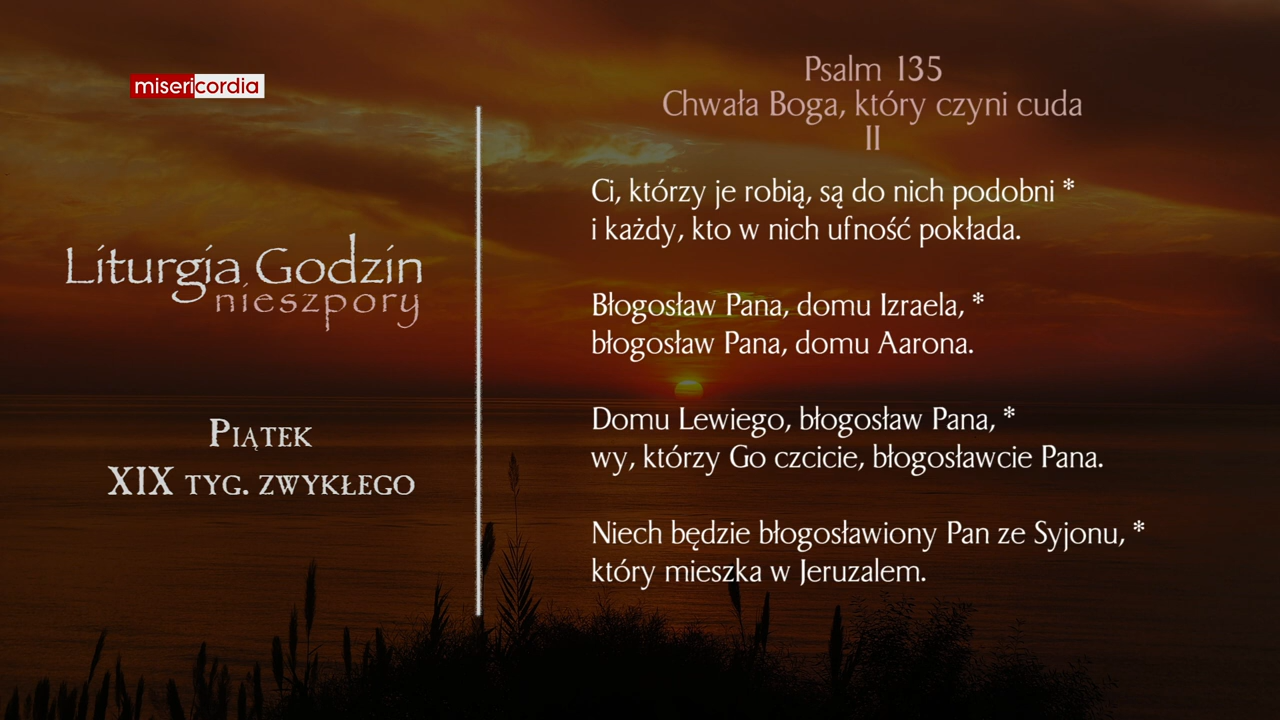 misericordia
Liturgia Godzin
nieszpory
Piątek
XIX tyg. zwykłego
Psalm 135
Chwała Boga, który czyni cuda
II
Ci, którzy je robią, są do nich podobni *
i każdy, kto w nich ufność pokłada.
Błogosław Pana, domu Izraela, *
błogosław Pana, domu Aarona.
Domu Lewiego, błogosław Pana, *
wy, którzy Go czcicie, błogosławcie Pana.
Niech będzie błogosławiony Pan ze Syjonu, *
który mieszka w Jeruzalem.